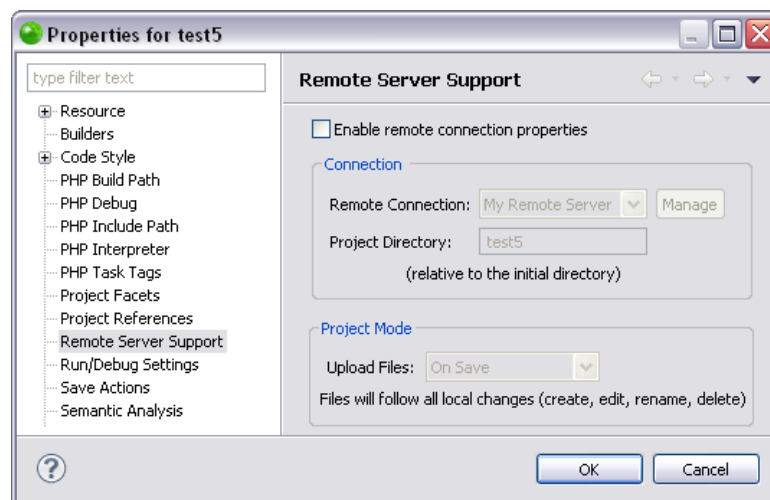 Properties for test5
type filter text
Resource
Builders
Code Style
PHP Build Path
PHP Debug
PHP Include Path
PHP Interpreter
PHP Task Tags
Project Facets
Project References
Remote Server Support
Run/Debug Settings
Save Actions
Semantic Analysis
Remote Server Support
Enable remote connection properties
Connection
Remote Connection: My Remote Server Manage
Project Directory: test5
(relative to the initial directory)
Project Mode
Upload Files: On Save
Files will follow all local changes (create, edit, rename, delete)
? OK Cancel